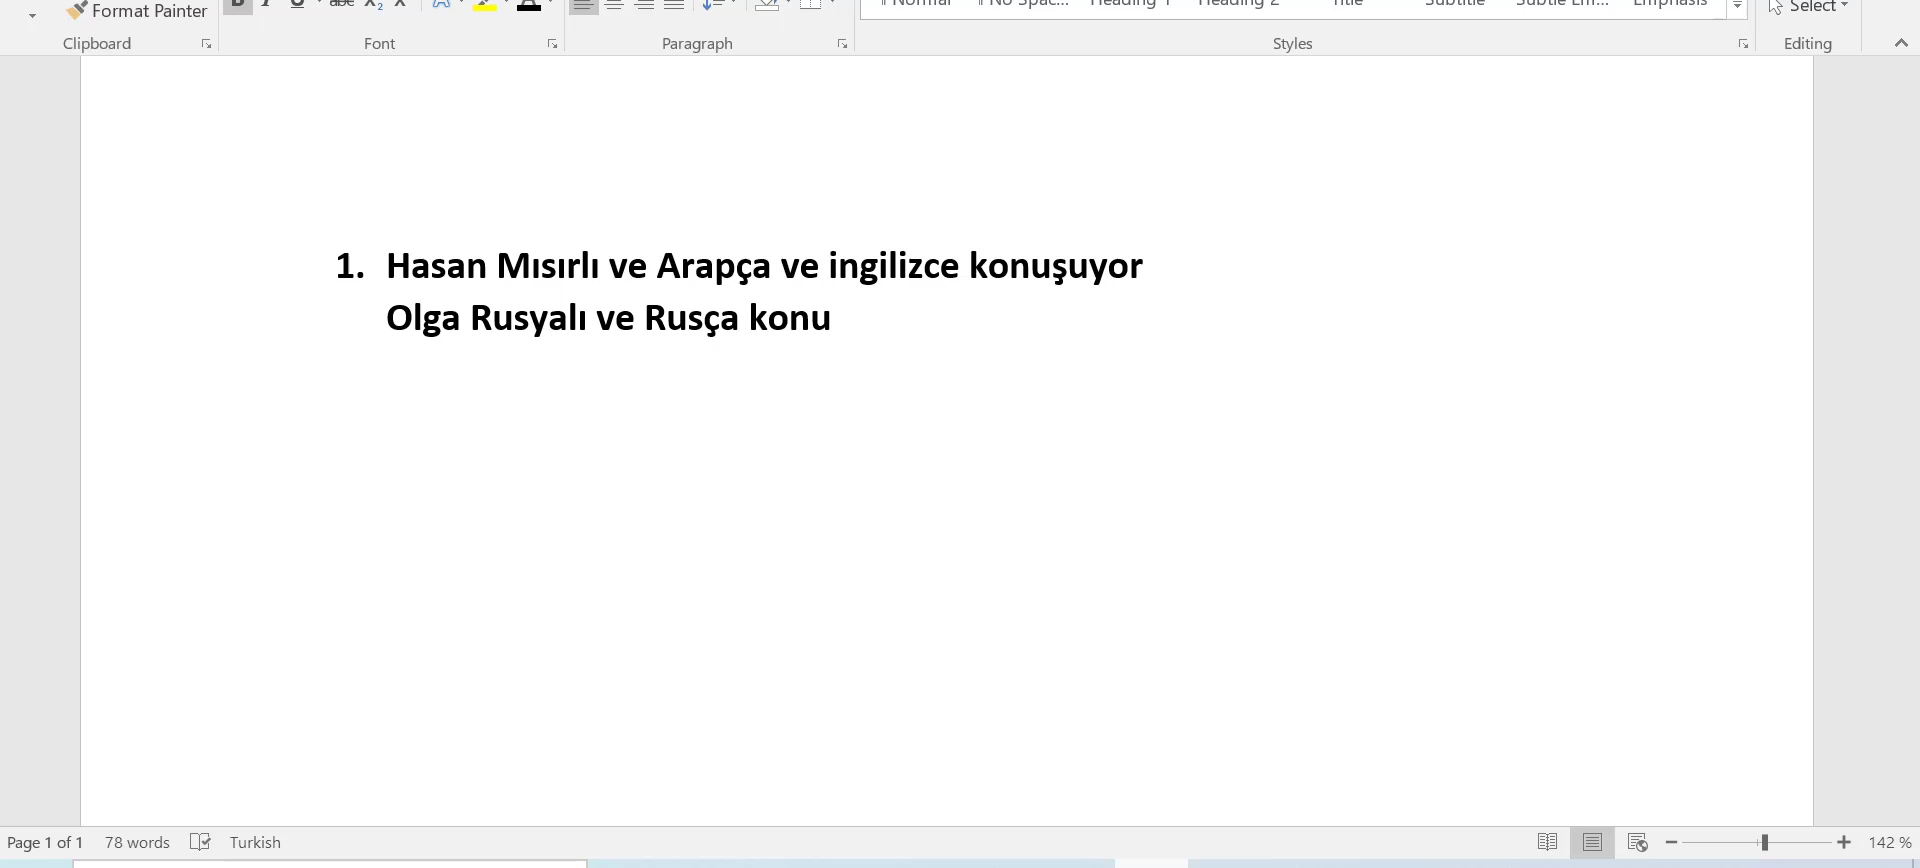 Format Painter
Select
Clipboard
Font
Paragraph
Styles
Editing
1. Hasan Mısırlı ve Arapça ve ingilizce konuşuyor
Olga Rusyalı ve Rusça konu
Page 1 of 1 78 words Turkish 142 %